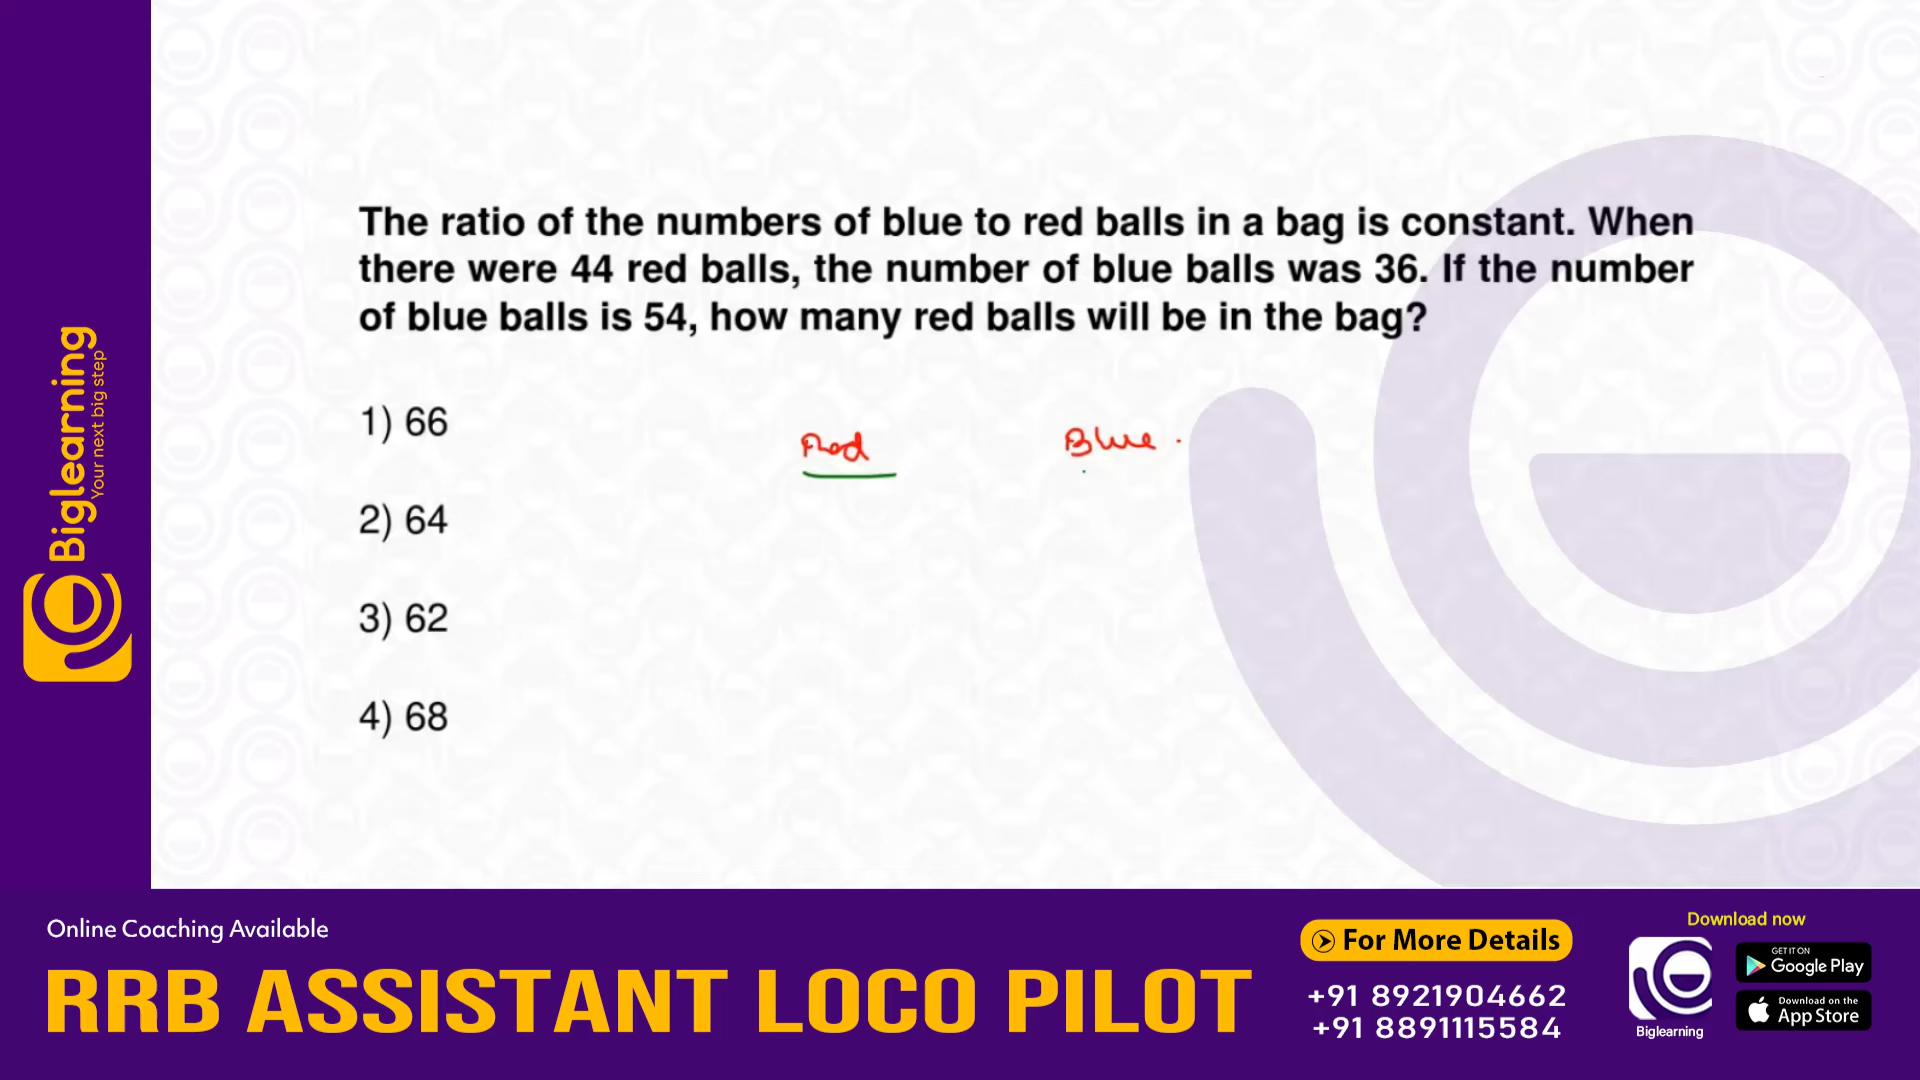 The ratio of the numbers of blue to red balls in a bag is constant. When
there were 44 red balls, the number of blue balls was 36. If the number
of blue balls is 54, how many red balls will be in the bag?
1) 66
Red
Blue
2) 64
3) 62
4) 68
Biglearning
Your next big step
Online Coaching Available
RRB ASSISTANT LOCO PILOT
For More Details
+91 8921904662
+91 8891115584
Download now
Biglearning
GET IT ON
Google Play
Download on the
App Store